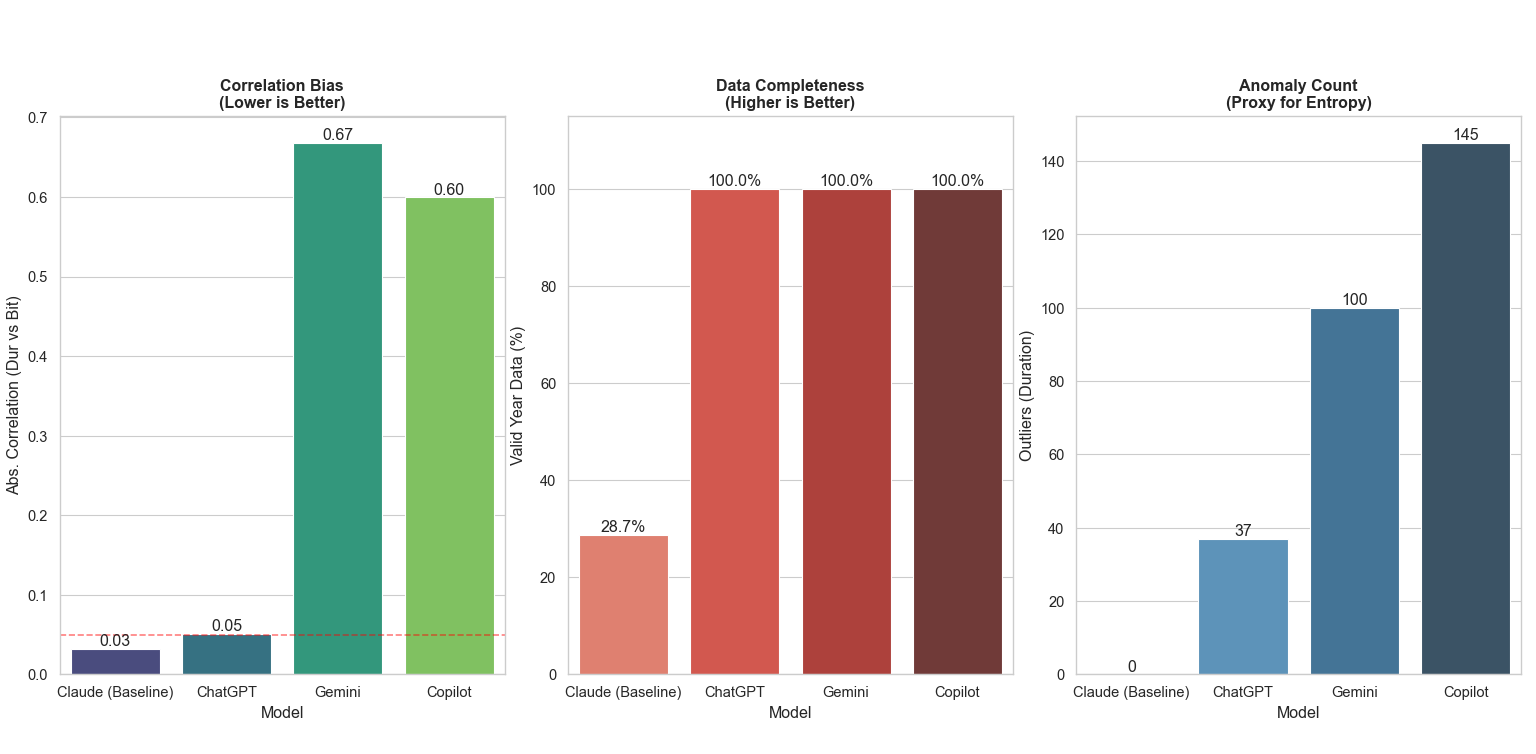 Correlation Bias
(Lower is Better)
Abs. Correlation (Dur vs Bit)
0.7
0.6
0.5
0.4
0.3
0.2
0.1
0.0
0.03
0.05
0.67
0.60
Claude (Baseline)
ChatGPT
Gemini
Copilot
Model
Data Completeness
(Higher is Better)
Valid Year Data (%)
100
80
60
40
20
0
28.7%
100.0%
100.0%
100.0%
Claude (Baseline)
ChatGPT
Gemini
Copilot
Model
Anomaly Count
(Proxy for Entropy)
Outliers (Duration)
140
120
100
80
60
40
20
0
0
37
100
145
Claude (Baseline)
ChatGPT
Gemini
Copilot
Model